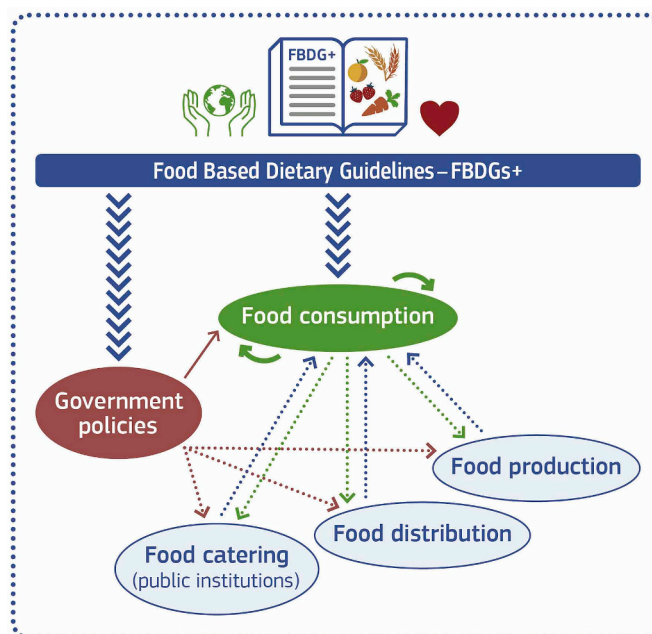 FBDG+
Food Based Dietary Guidelines – FBDGs+
Food consumption
Government
policies
Food production
Food distribution
Food catering
(public institutions)